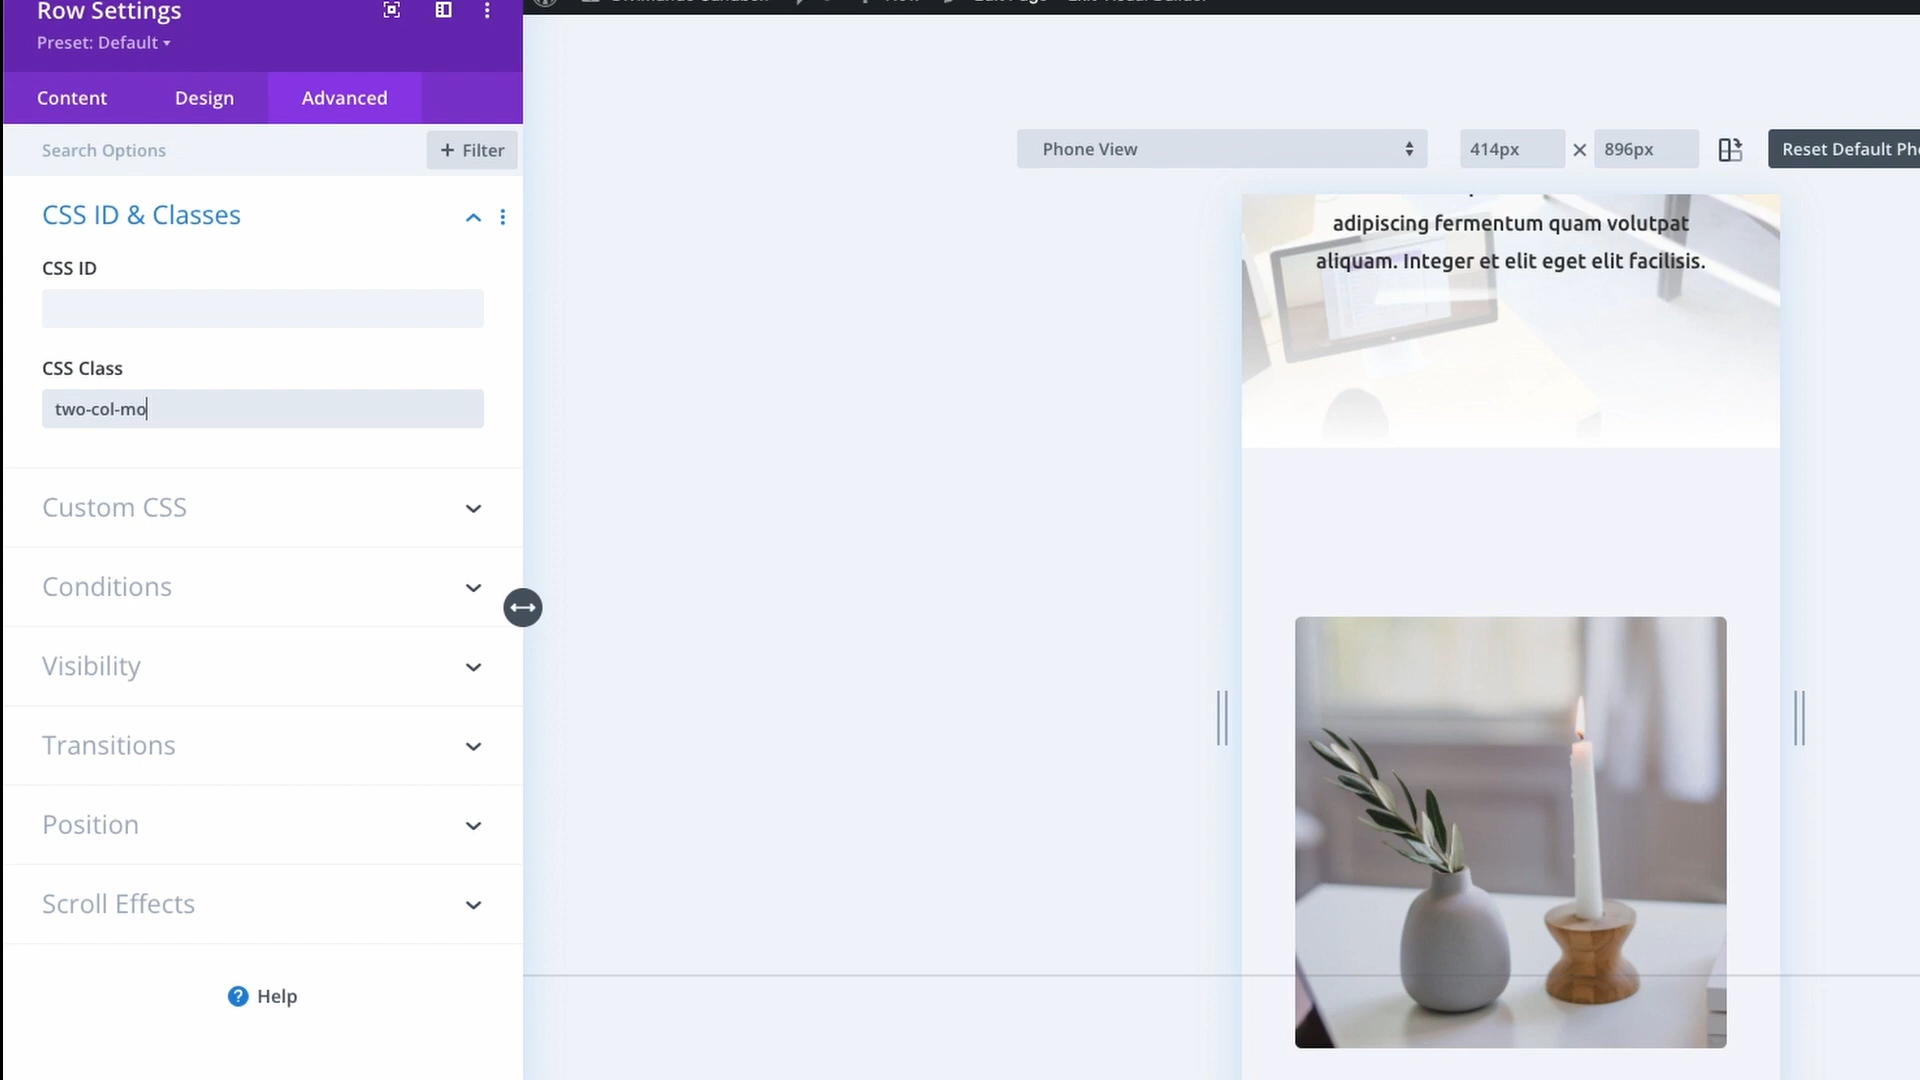 Row Settings
Preset: Default
Content
Design
Advanced
Search Options
+ Filter
CSS ID & Classes
CSS ID
CSS Class
two-col-mo
Custom CSS
Conditions
Visibility
Transitions
Position
Scroll Effects
? Help
Phone View
414px
×
896px
Reset Default Pho
adipiscing fermentum quam volutpat
aliquam. Integer et elit eget elit facilisis.